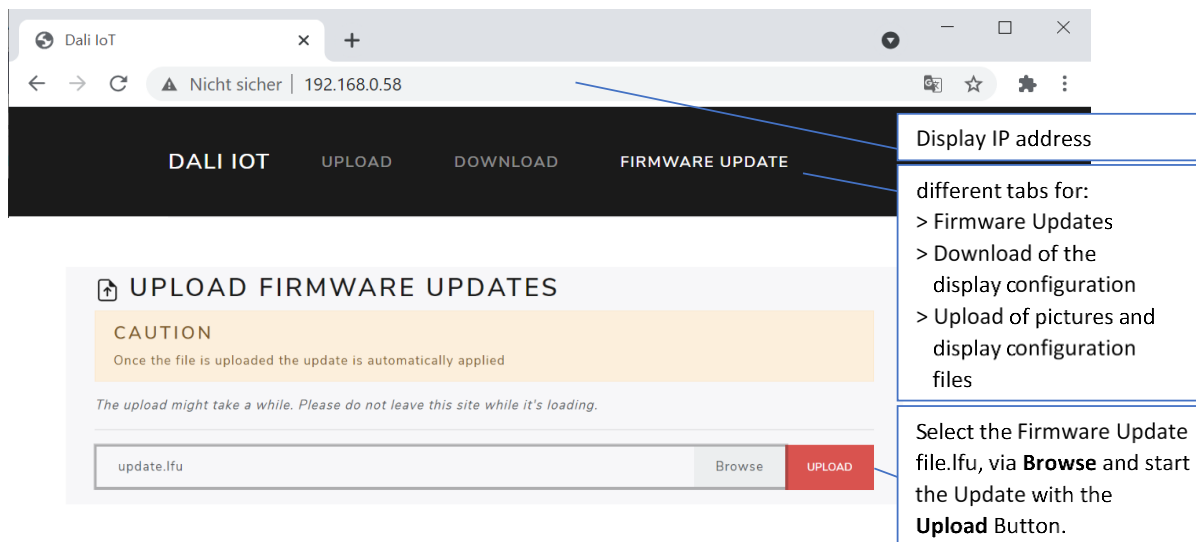 Dali IoT
Nicht sicher | 192.168.0.58
DALI IOT UPLOAD DOWNLOAD FIRMWARE UPDATE
UPLOAD FIRMWARE UPDATES
CAUTION
Once the file is uploaded the update is automatically applied
The upload might take a while. Please do not leave this site while it's loading.
update.lfu Browse UPLOAD
Display IP address
different tabs for:
> Firmware Updates
> Download of the
display configuration
> Upload of pictures and
display configuration
files
Select the Firmware Update
file.lfu, via Browse and start
the Update with the
Upload Button.